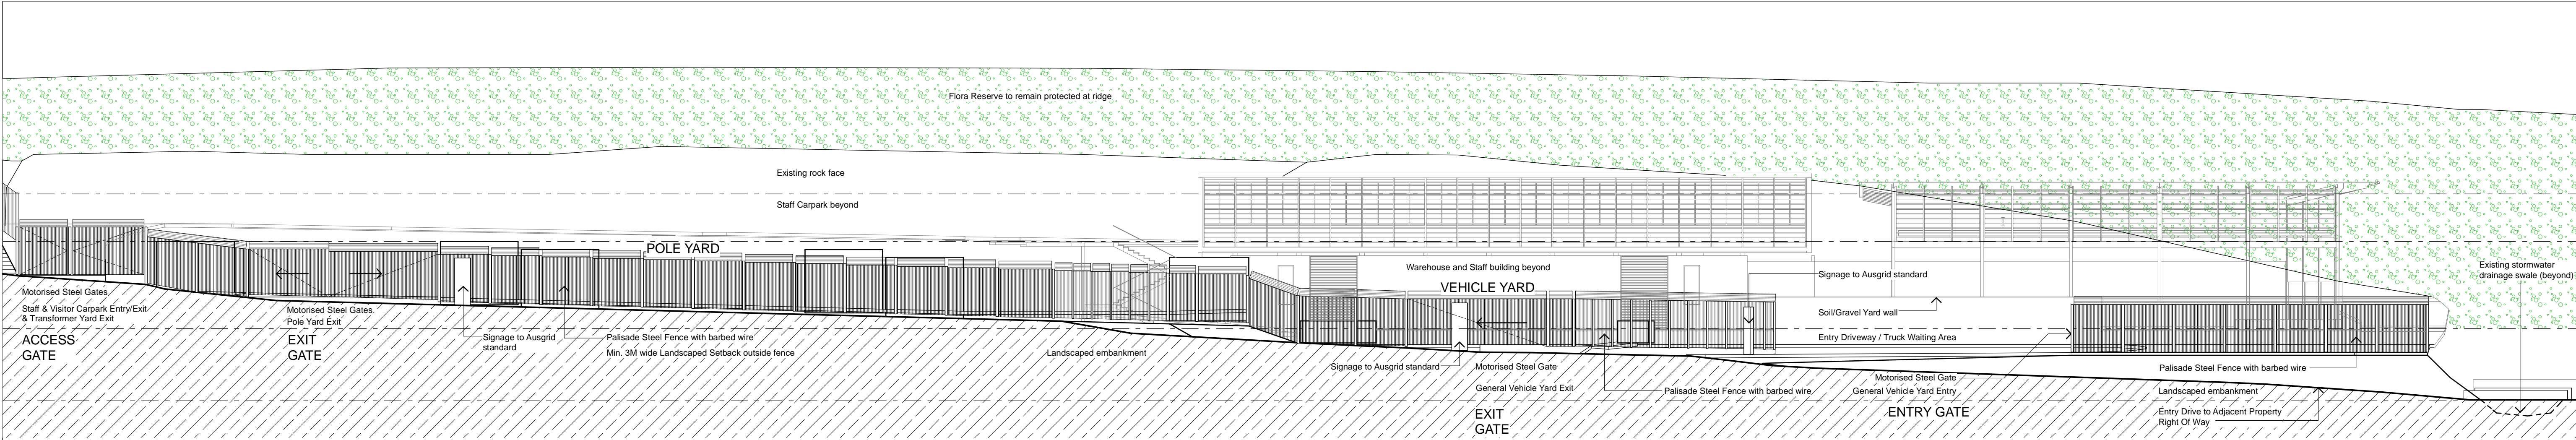 Flora Reserve to remain protected at ridge
Existing rock face
Staff Carpark beyond
POLE YARD
Warehouse and Staff building beyond
VEHICLE YARD
Signage to Ausgrid standard
Existing stormwater
drainage swale (beyond)
Motorised Steel Gates.
Staff & Visitor Carpark Entry/Exit
& Transformer Yard Exit
ACCESS
GATE
Motorised Steel Gates.
Pole Yard Exit
EXIT
GATE
Signage to Ausgrid
standard
Palisade Steel Fence with barbed wire
Min. 3M wide Landscaped Setback outside fence
Landscaped embankment
Signage to Ausgrid standard
Motorised Steel Gate
General Vehicle Yard Exit
EXIT
GATE
Palisade Steel Fence with barbed wire
Soil/Gravel Yard wall
Entry Driveway / Truck Waiting Area
Motorised Steel Gate
General Vehicle Yard Entry
ENTRY GATE
Palisade Steel Fence with barbed wire
Landscaped embankment
Entry Drive to Adjacent Property
Right Of Way